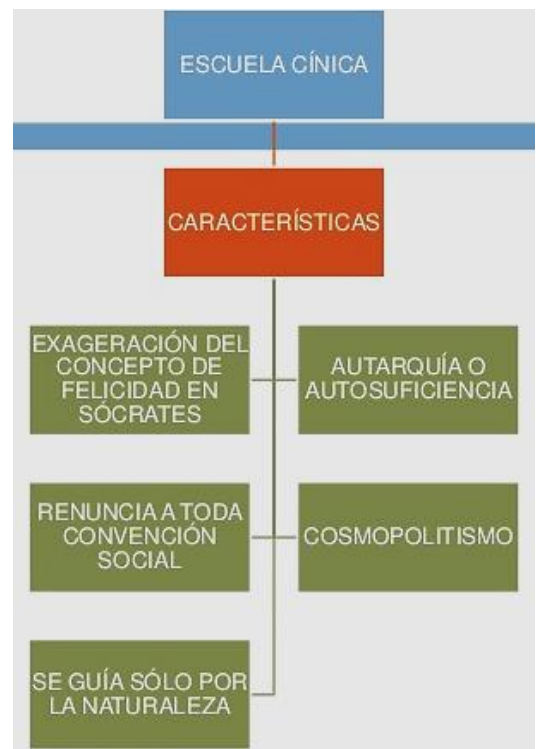 ESCUELA CÍNICA
CARACTERÍSTICAS
EXAGERACIÓN DEL
CONCEPTO DE
FELICIDAD EN
SÓCRATES
AUTARQUÍA O
AUTOSUFICIENCIA
RENUNCIA A TODA
CONVENCIÓN
SOCIAL
COSMOPOLITISMO
SE GUÍA SÓLO POR
LA NATURALEZA